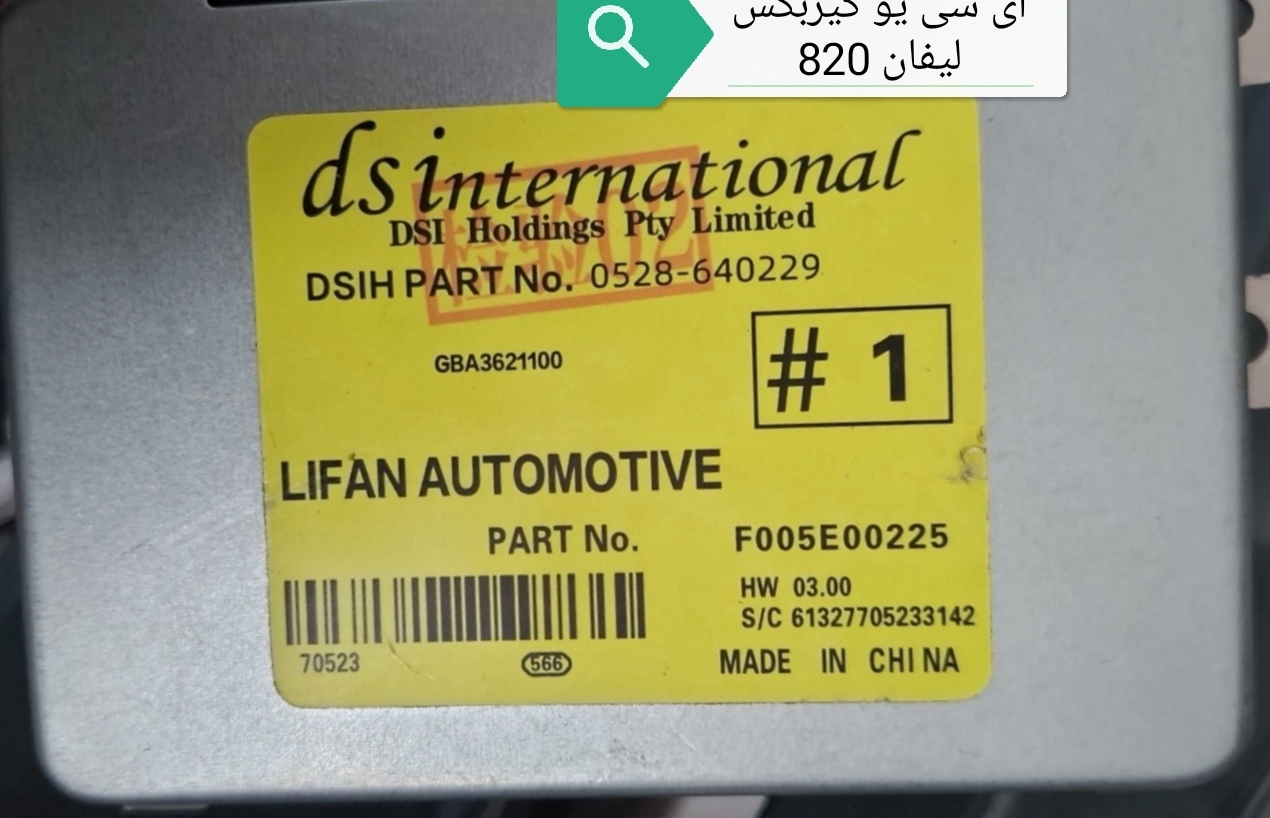 ای سی یو گیربکس
لیفان 820
ds international
DSI Holdings Pty Limited
DSIH PART No. 0528-640229
GBA3621100
# 1
LIFAN AUTOMOTIVE
PART No. F005E00225
HW 03.00
S/C 61327705233142
70523 566 MADE IN CHINA